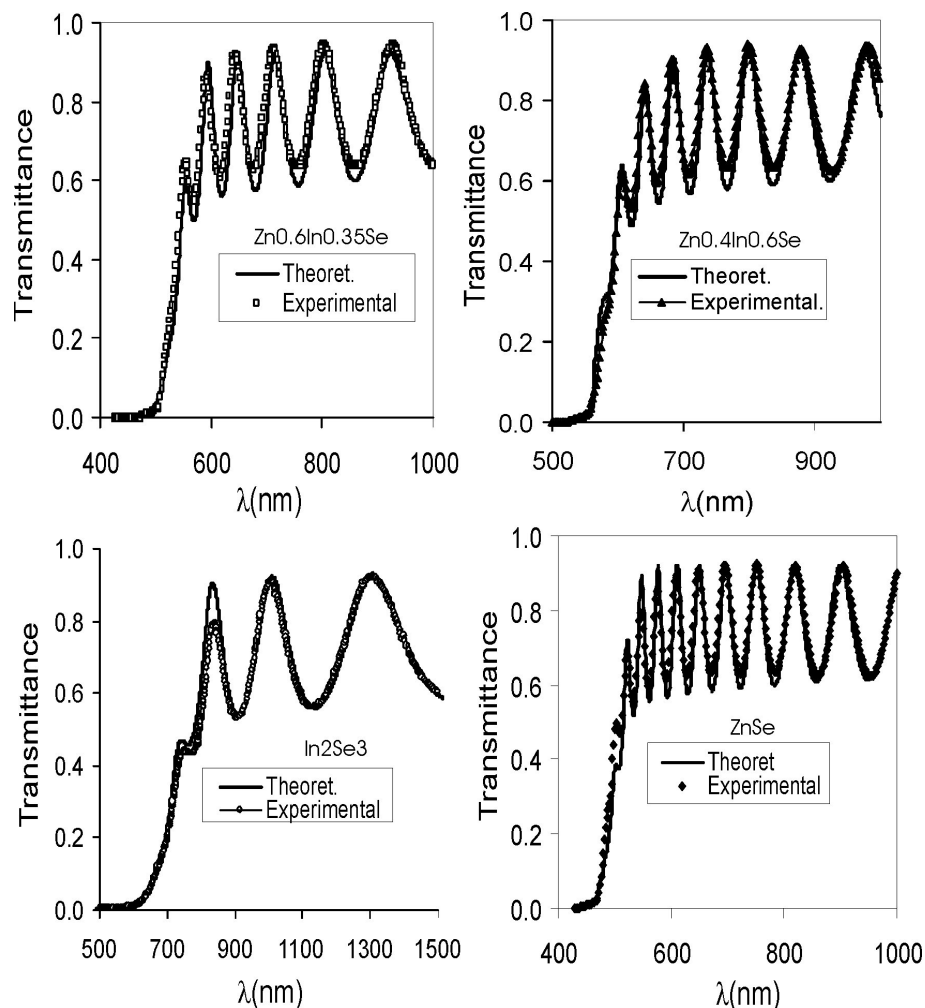 1.0
0.8
0.6
0.4
0.2
0.0
Transmittance
Zn0.6In0.35Se
Theoret.
Experimental
400 600 800 1000
λ(nm)
1.0
0.8
0.6
0.4
0.2
0.0
Transmittance
Zn0.4In0.6Se
Theoret.
Experimental.
500 700 900
λ(nm)
1.0
0.8
0.6
0.4
0.2
0.0
Transmittance
In2Se3
Theoret.
Experimental
500 700 900 1100 1300 1500
λ(nm)
1.0
0.8
0.6
0.4
0.2
0.0
Transmittance
ZnSe
Theoret
Experimental
400 600 800 1000
λ(nm)